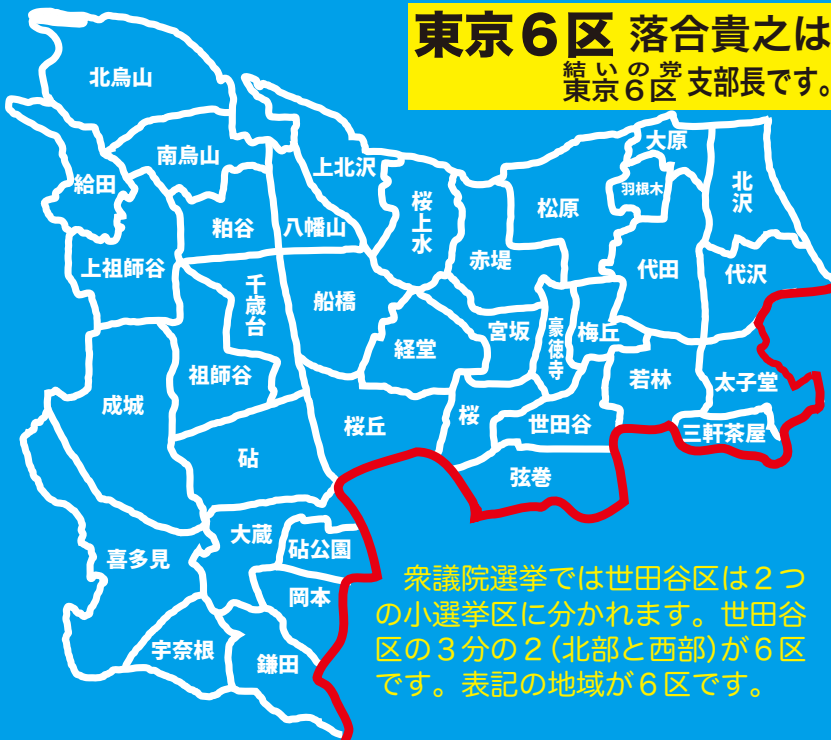 東京６区 落合貴之は
結いの党
東京６区 支部長です。
北烏山
南烏山
給田
上北沢
大原
羽根木
北沢
桜上水
松原
粕谷
八幡山
赤堤
上祖師谷
代田
代沢
千歳台
船橋
宮坂
豪徳寺
梅丘
経堂
祖師谷
若林
太子堂
成城
桜丘
桜
世田谷
三軒茶屋
砧
弦巻
大蔵
砧公園
喜多見
岡本
宇奈根
鎌田
衆議院選挙では世田谷区は２つ
の小選挙区に分かれます。世田谷
区の３分の２(北部と西部)が６区
です。表記の地域が６区です。